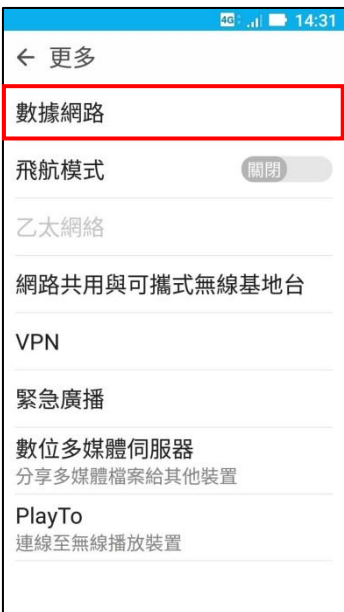 4G 14:31
← 更多
數據網路
飛航模式 關閉
乙太網絡
網路共用與可攜式無線基地台
VPN
緊急廣播
數位多媒體伺服器
分享多媒體檔案給其他裝置
PlayTo
連線至無線播放裝置